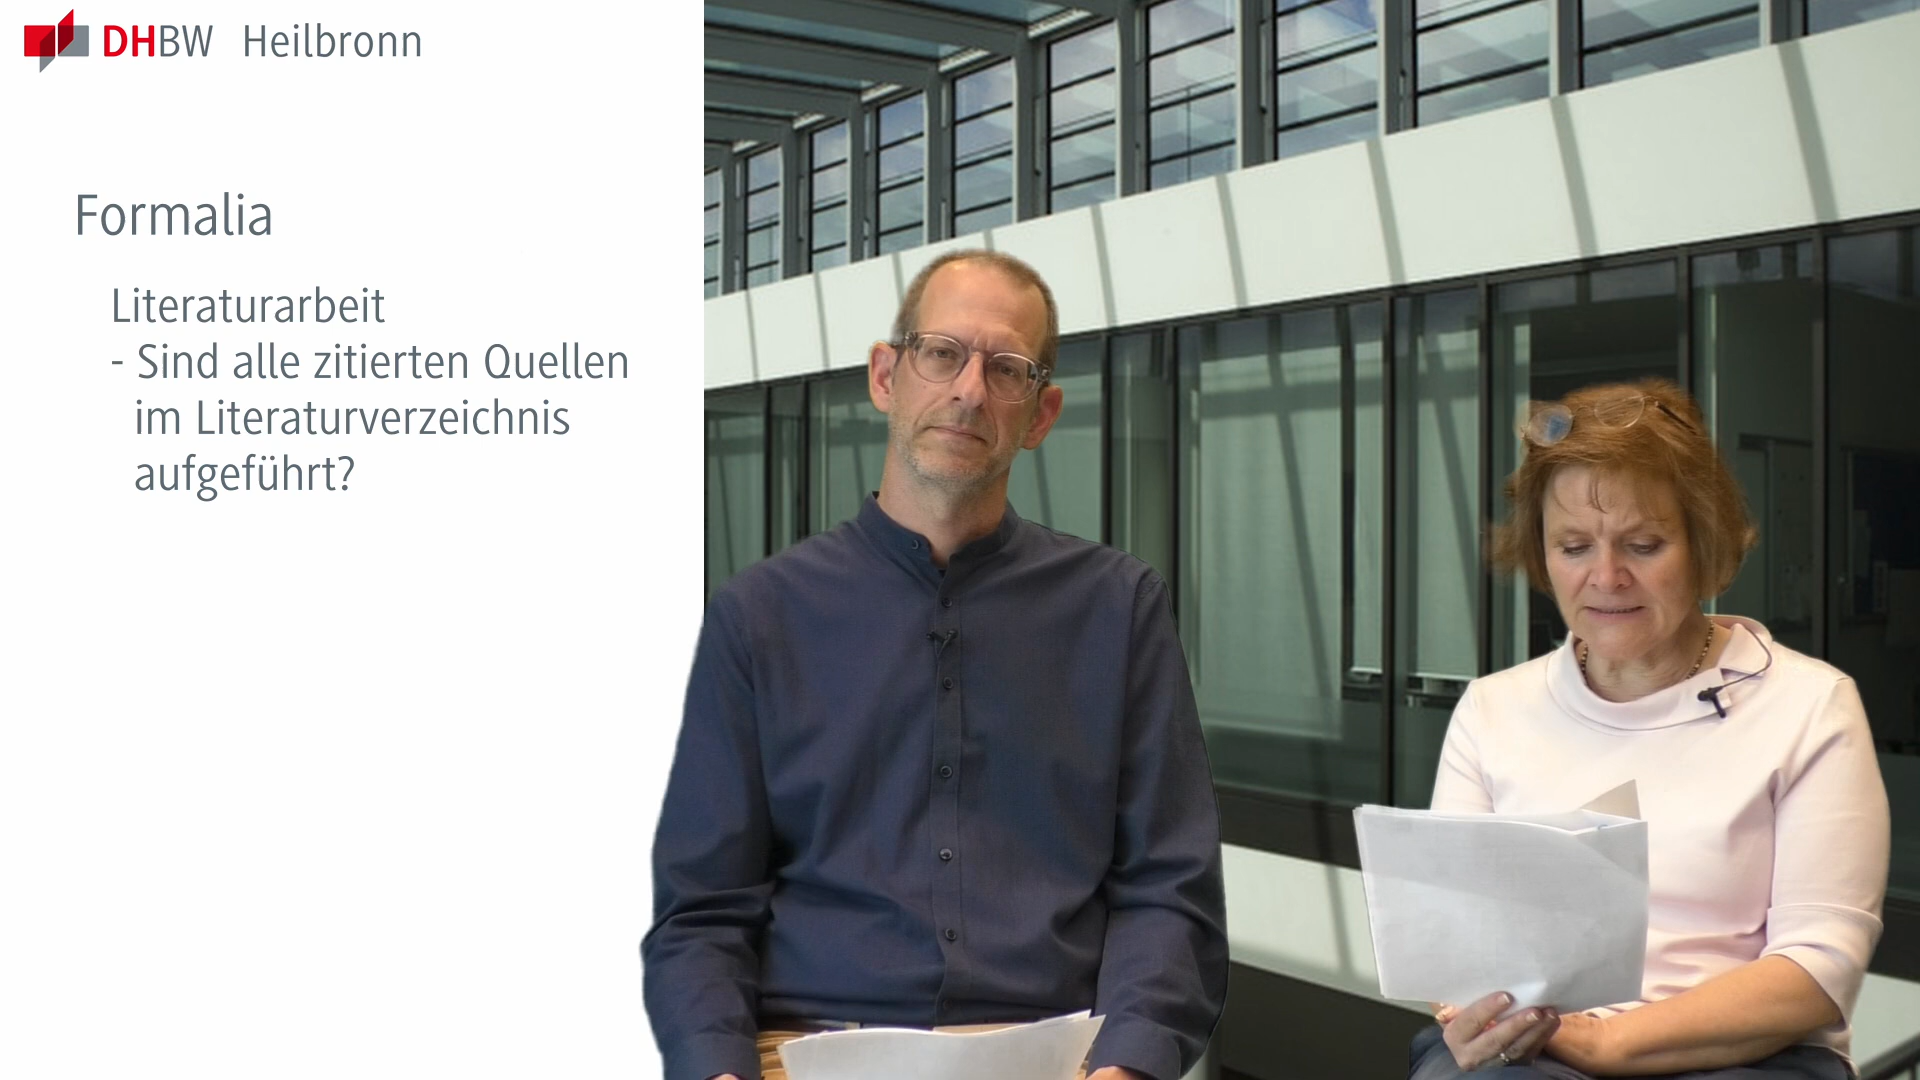 DHBW Heilbronn
Formalia
Literaturarbeit
- Sind alle zitierten Quellen
im Literaturverzeichnis
aufgeführt?